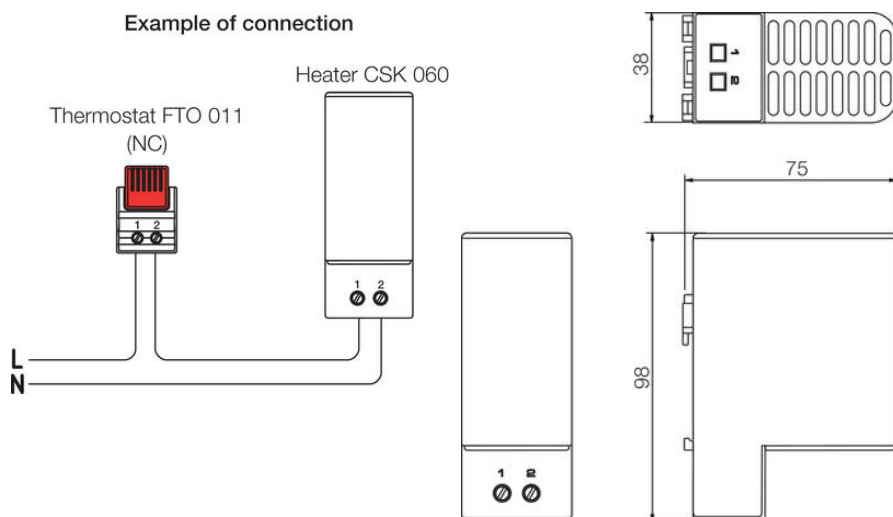 Example of connection
Heater CSK 060
Thermostat FTO 011
(NC)
1 2
1 2
L
N
38
1
2
75
98
1 2